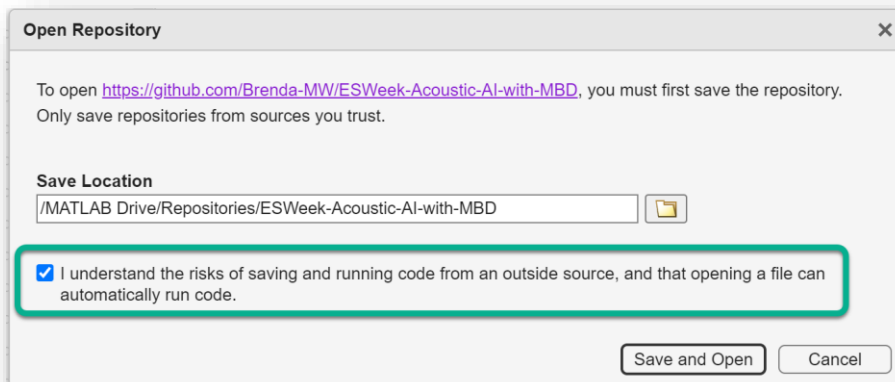 Open Repository
To open https://github.com/Brenda-MW/ESWeek-Acoustic-AI-with-MBD, you must first save the repository.
Only save repositories from sources you trust.
Save Location
/MATLAB Drive/Repositories/ESWeek-Acoustic-AI-with-MBD
I understand the risks of saving and running code from an outside source, and that opening a file can
automatically run code.
Save and Open
Cancel